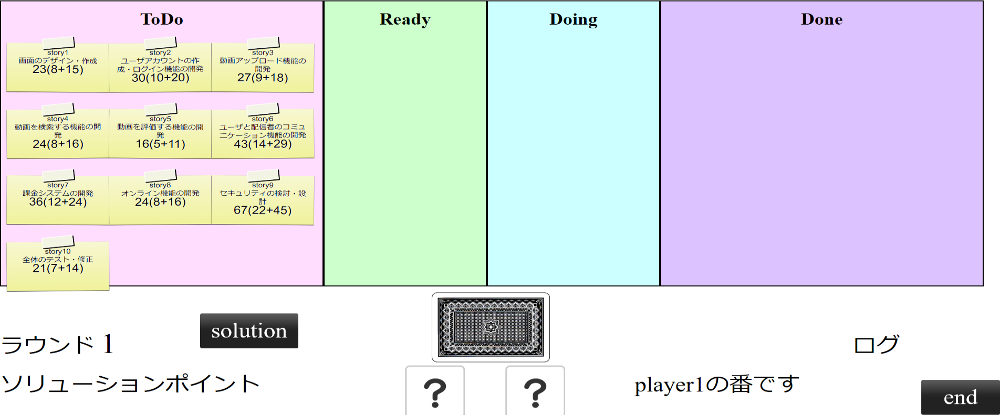 ToDo
Ready
Doing
Done
story1
画面のデザイン・作成
23(8+15)
story2
ユーザアカウントの作
成・ログイン機能の開発
30(10+20)
story3
動画アップロード機能の
開発
27(9+18)
story4
動画を検索する機能の開
発
24(8+16)
story5
動画を評価する機能の開
発
16(5+11)
story6
ユーザと配信者のコミュ
ニケーション機能の開発
43(14+29)
story7
課金システムの開発
36(12+24)
story8
オンライン機能の開発
24(8+16)
story9
セキュリティの検討・設
計
67(22+45)
story10
全体のテスト・修正
21(7+14)
solution
ラウンド 1
ログ
ソリューションポイント
?
?
player1の番です
end